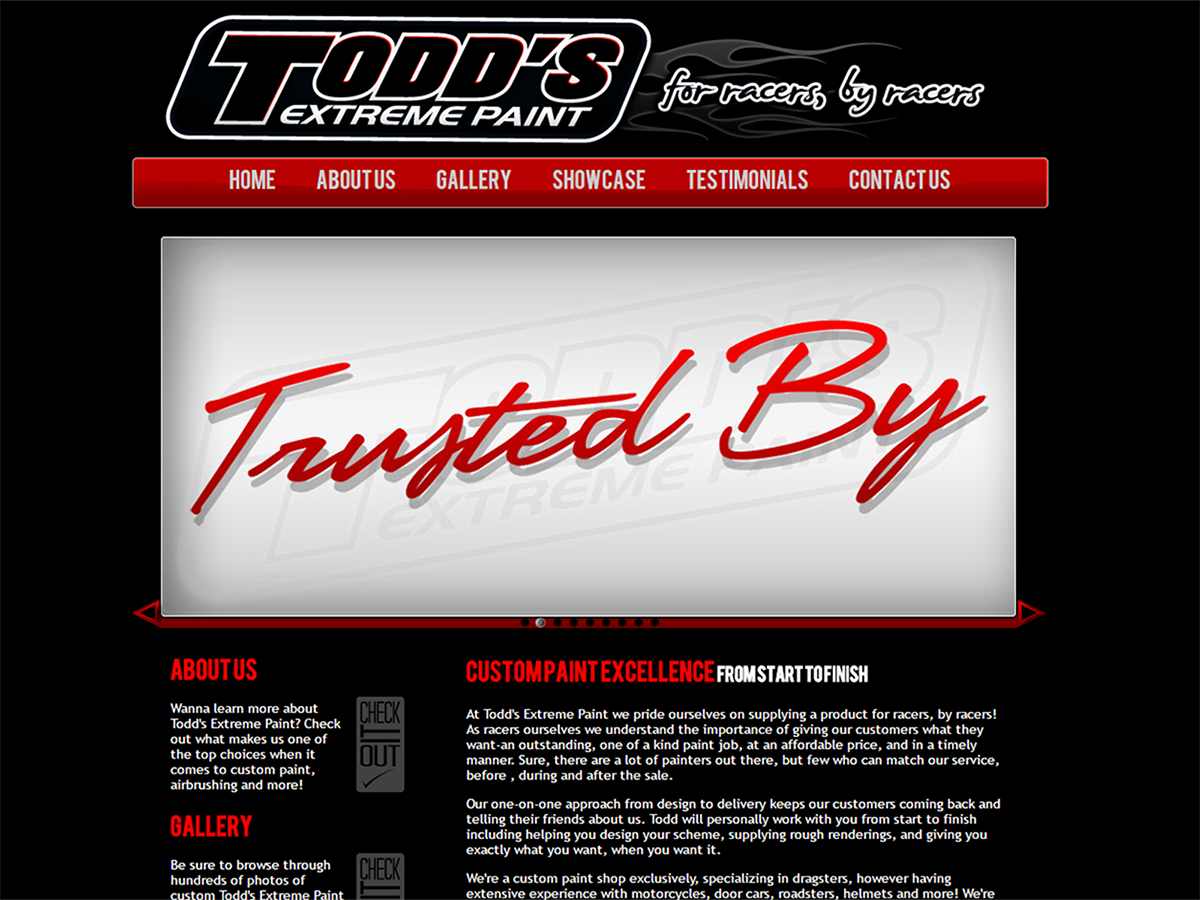 TODD'S
EXTREME PAINT
for racers, by racers
HOME ABOUT US GALLERY SHOWCASE TESTIMONIALS CONTACT US
TODD'S
EXTREME PAINT
Trusted By
ABOUT US
Wanna learn more about
Todd's Extreme Paint? Check
out what makes us one of
the top choices when it
comes to custom paint,
airbrushing and more!
CHECK
IT
OUT
GALLERY
Be sure to browse through
hundreds of photos of
custom Todd's Extreme Paint
CHECK
IT
CUSTOM PAINT EXCELLENCE FROM START TO FINISH
At Todd's Extreme Paint we pride ourselves on supplying a product for racers, by racers!
As racers ourselves we understand the importance of giving our customers what they
want-an outstanding, one of a kind paint job, at an affordable price, and in a timely
manner. Sure, there are a lot of painters out there, but few who can match our service,
before , during and after the sale.
Our one-on-one approach from design to delivery keeps our customers coming back and
telling their friends about us. Todd will personally work with you from start to finish
including helping you design your scheme, supplying rough renderings, and giving you
exactly what you want, when you want it.
We're a custom paint shop exclusively, specializing in dragsters, however having
extensive experience with motorcycles, door cars, roadsters, helmets and more! We're